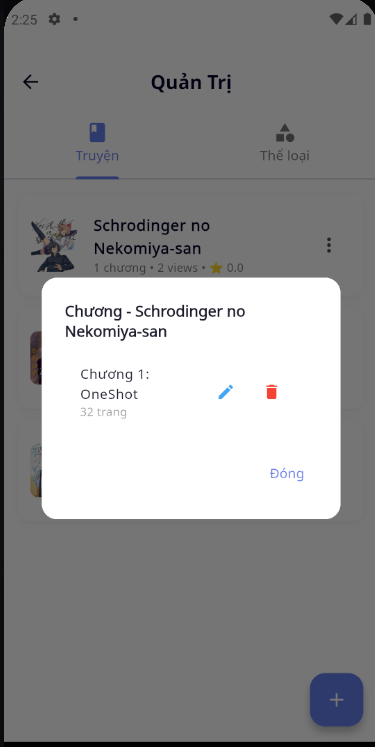 2:25
Quản Trị
Truyện
Thể loại
Schrodinger no
Nekomiya-san
1 chương • 2 views • ⭐ 0.0
Chương - Schrodinger no
Nekomiya-san
Chương 1:
OneShot
32 trang
Đóng